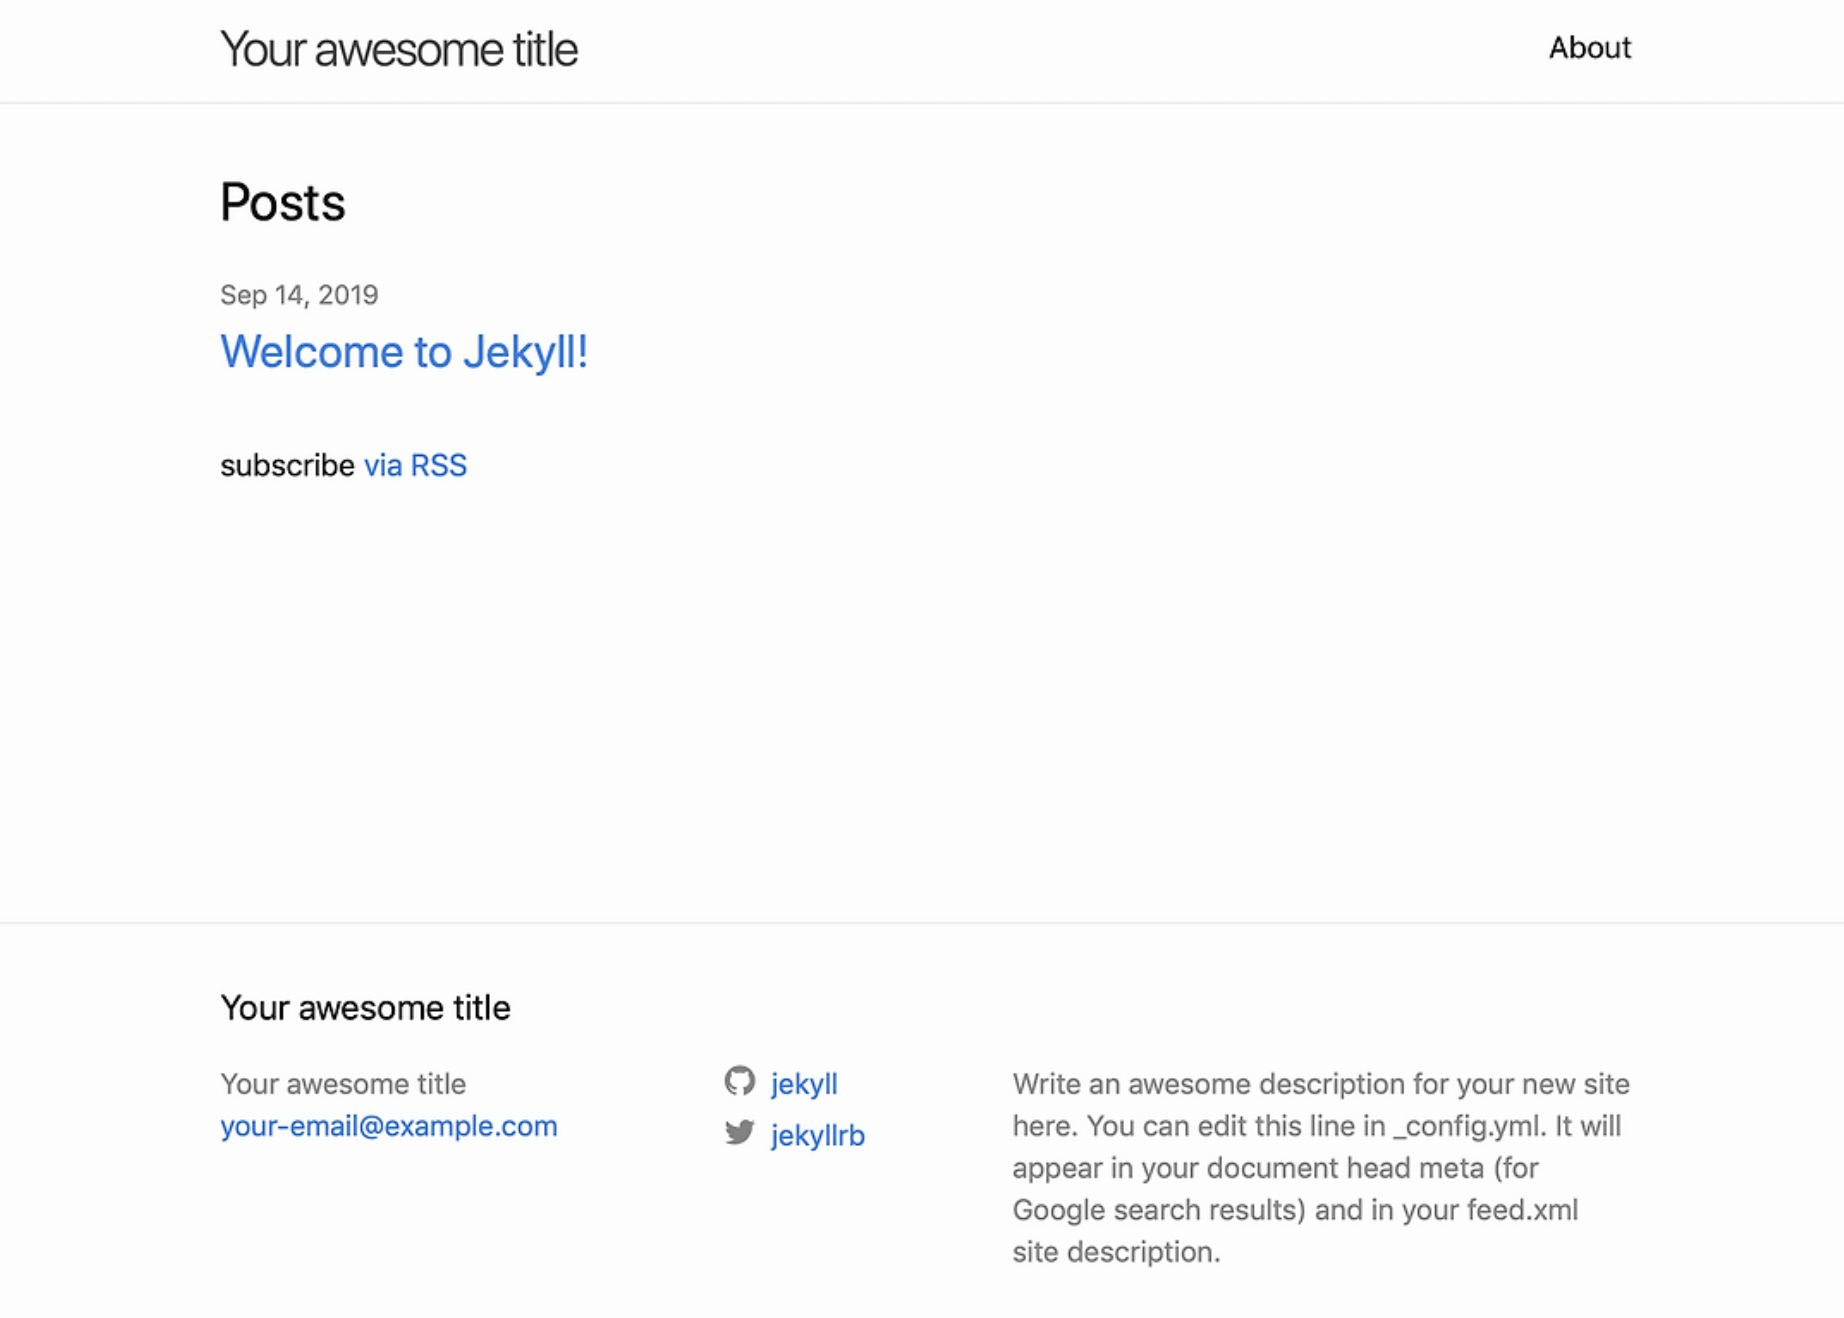 Your awesome title
About
Posts
Sep 14, 2019
Welcome to Jekyll!
subscribe via RSS
Your awesome title
Your awesome title
your-email@example.com
jekyll
jekyllrb
Write an awesome description for your new site
here. You can edit this line in _config.yml. It will
appear in your document head meta (for
Google search results) and in your feed.xml
site description.